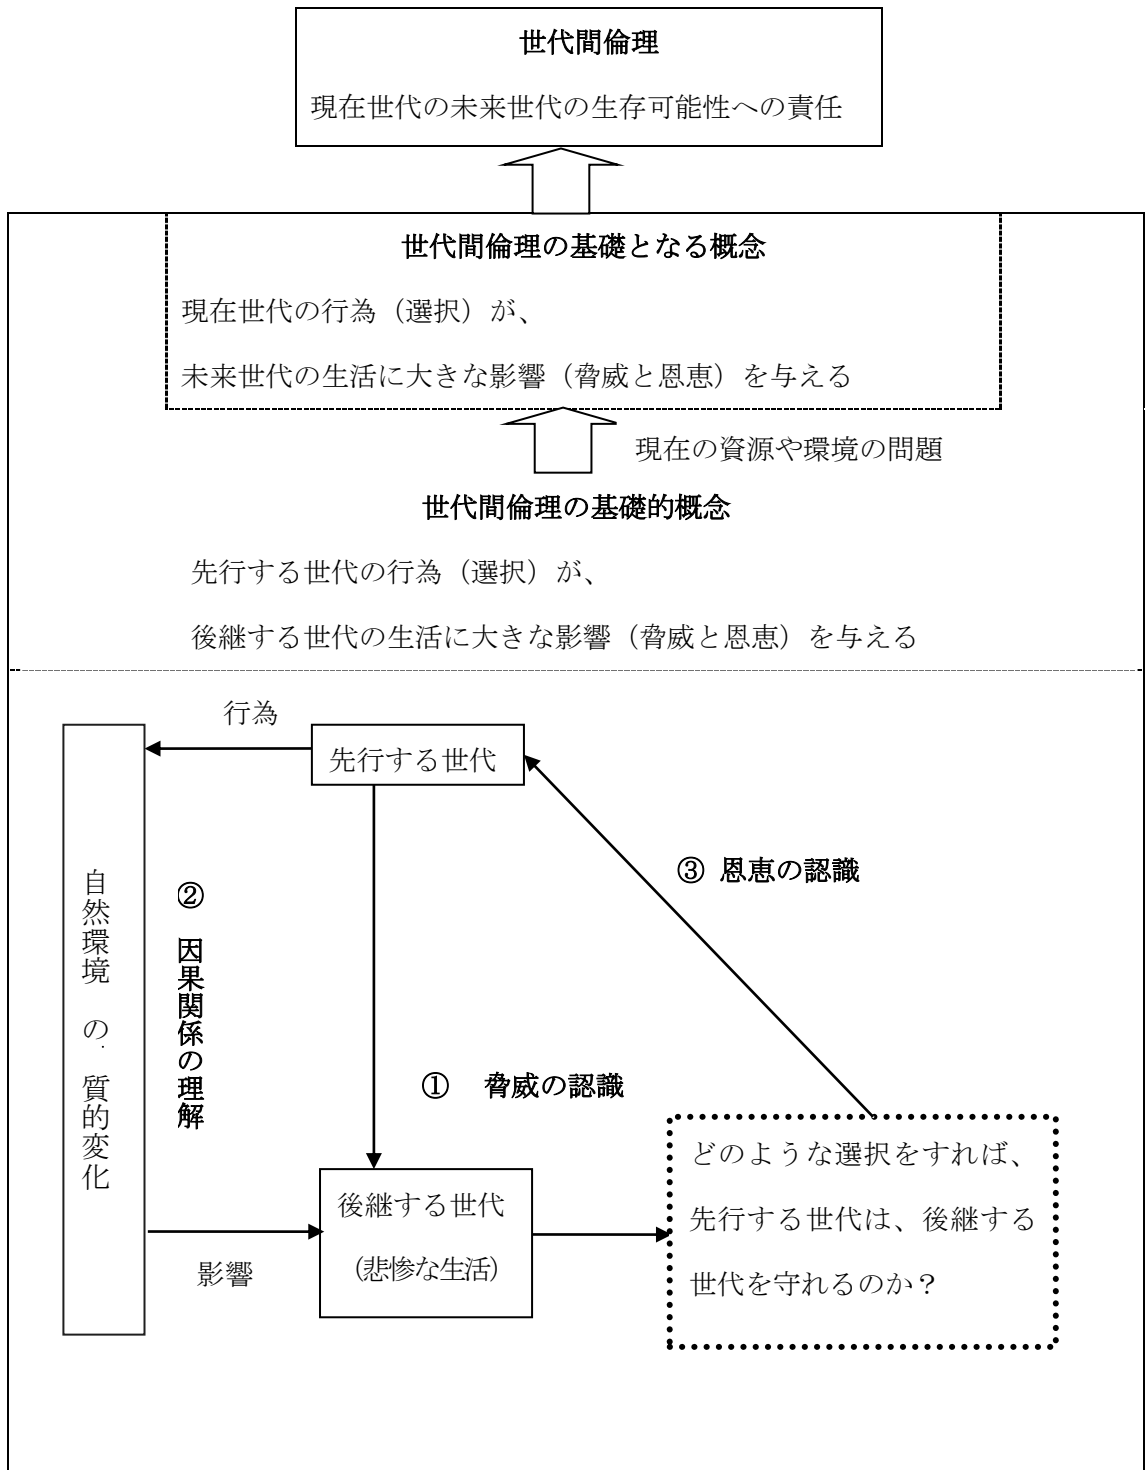 世代間倫理
現在世代の未来世代の生存可能性への責任
世代間倫理の基礎となる概念
現在世代の行為（選択）が、
未来世代の生活に大きな影響（脅威と恩恵）を与える
現在の資源や環境の問題
世代間倫理の基礎的概念
先行する世代の行為（選択）が、
後継する世代の生活に大きな影響（脅威と恩恵）を与える
行為
先行する世代
自然環境の質的変化
② 因果関係の理解
③ 恩恵の認識
① 脅威の認識
後継する世代
（悲惨な生活）
影響
どのような選択をすれば、
先行する世代は、後継する
世代を守れるのか？